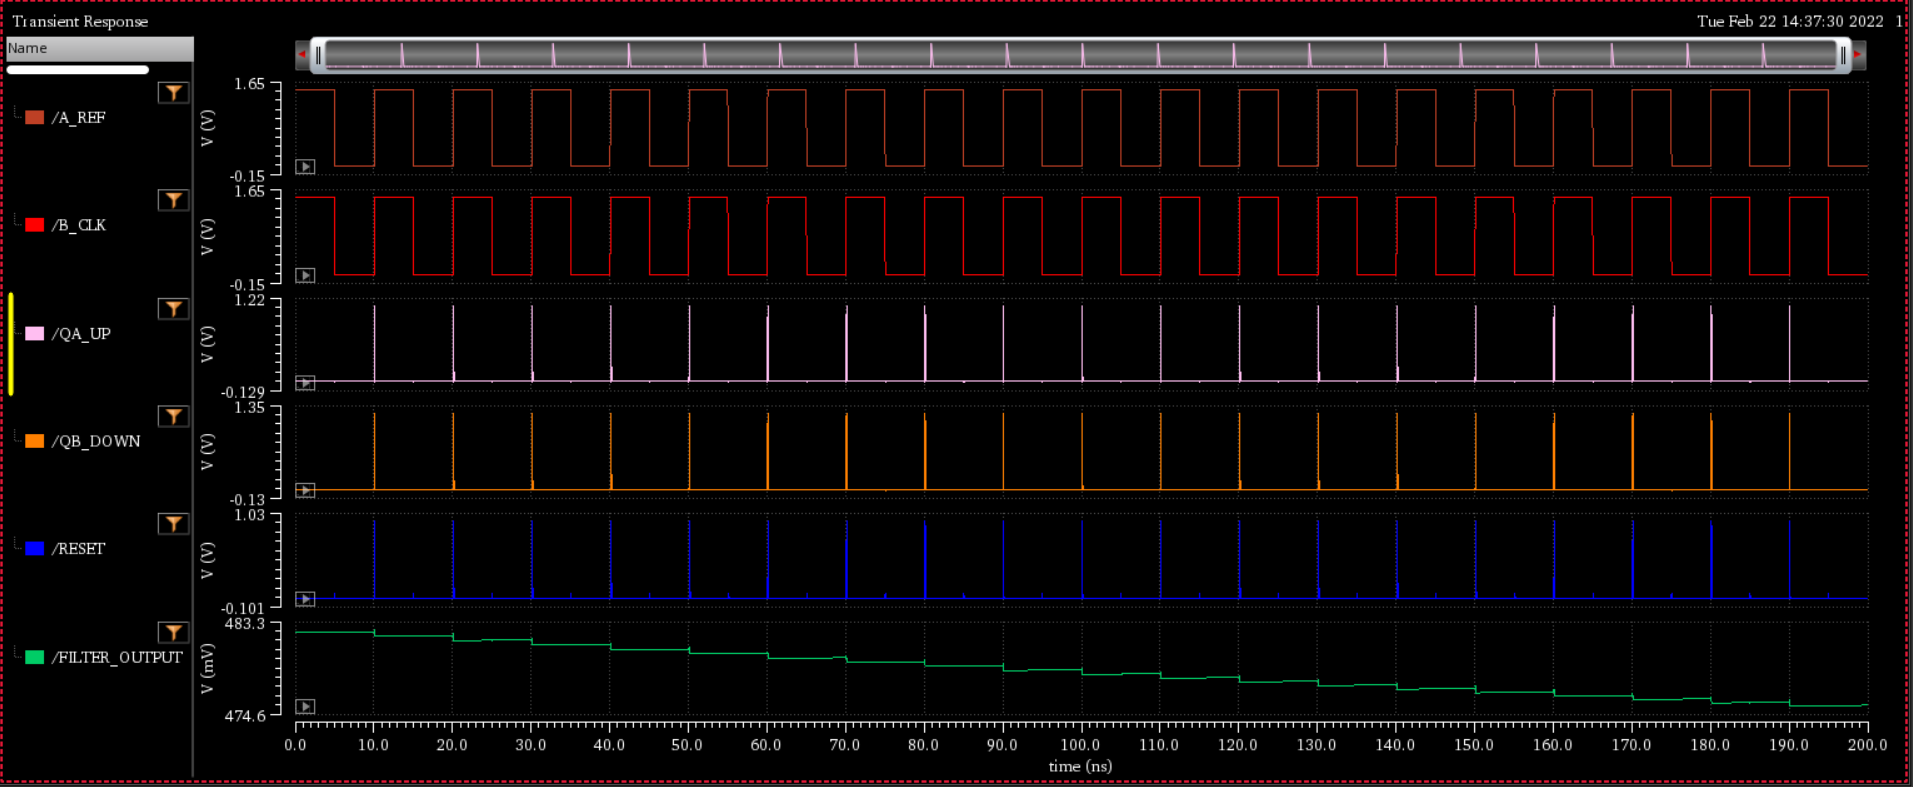 Transient Response
Tue Feb 22 14:37:30 2022 1
Name
/A_REF
V (V)
1.65
-0.15
/B_CLK
V (V)
1.65
-0.15
/QA_UP
V (V)
1.22
-0.129
/QB_DOWN
V (V)
1.35
-0.13
/RESET
V (V)
1.03
-0.101
/FILTER_OUTPUT
V (mV)
483.3
474.6
0.0 10.0 20.0 30.0 40.0 50.0 60.0 70.0 80.0 90.0 100.0 110.0 120.0 130.0 140.0 150.0 160.0 170.0 180.0 190.0 200.0
time (ns)